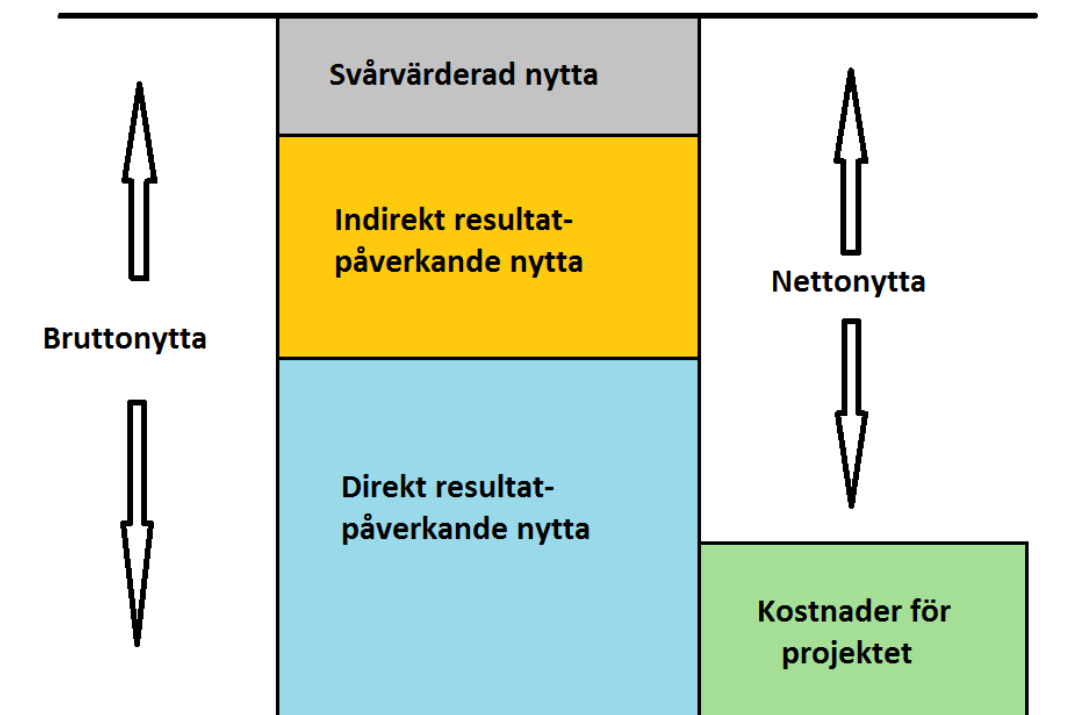 Svårvärderad nytta
Indirekt resultat-
påverkande nytta
Nettonytta
Bruttonytta
Direkt resultat-
påverkande nytta
Kostnader för
projektet